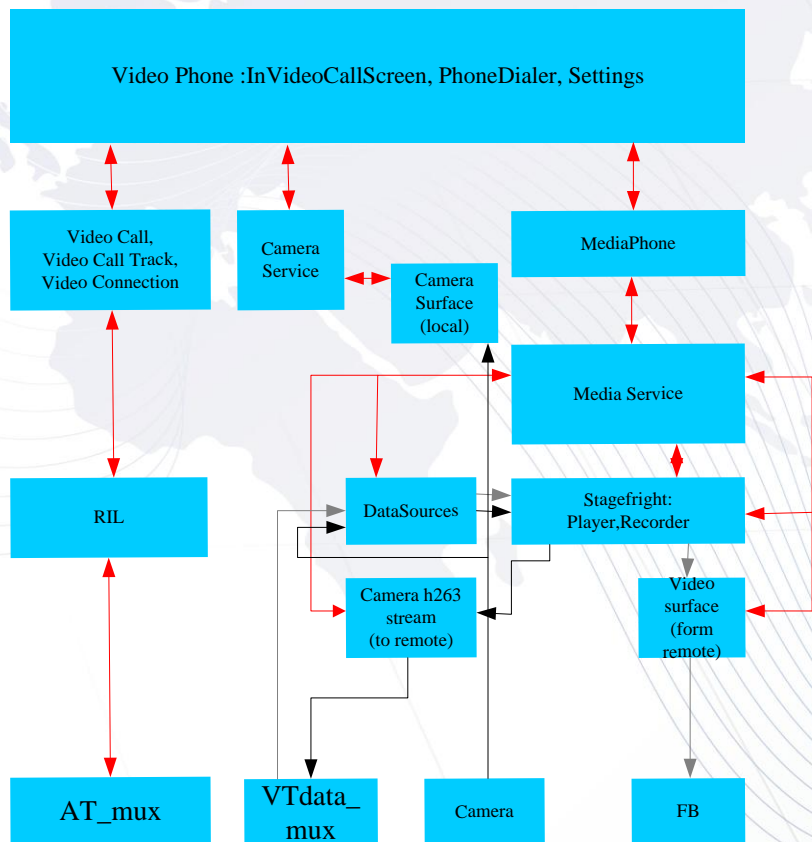 Video Phone :InVideoCallScreen, PhoneDialer, Settings
Video Call,
Video Call Track,
Video Connection
Camera
Service
MediaPhone
Camera
Surface
(local)
Media Service
RIL
DataSources
Stagefright:
Player,Recorder
Camera h263
stream
(to remote)
Video
surface
(form
remote)
AT_mux
VTdata_
mux
Camera
FB